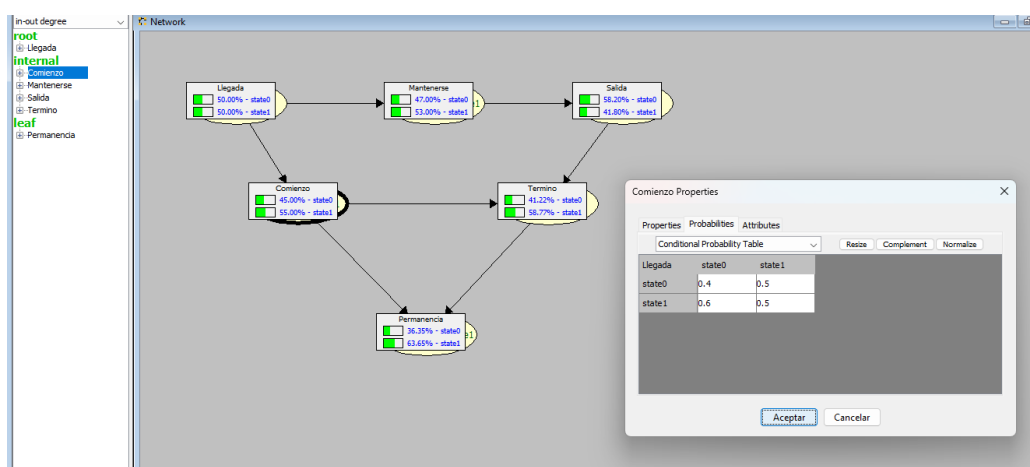 in-out degree
Network
root
Llegada
internal
Comienzo
Mantenerse
Salida
Termino
leaf
Permanencia
Llegada
50.00% - state0
50.00% - state1
Mantenerse
47.00% - state0
53.00% - state1
Salida
58.20% - state0
41.80% - state1
Comienzo
45.00% - state0
55.00% - state1
Termino
41.22% - state0
58.77% - state1
Permanencia
36.35% - state0
63.65% - state1
Comienzo Properties
Properties Probabilities Attributes
Conditional Probability Table Resize Complement Normalize
Llegada state0 state1
state0 0.4 0.5
state1 0.6 0.5
Aceptar Cancelar